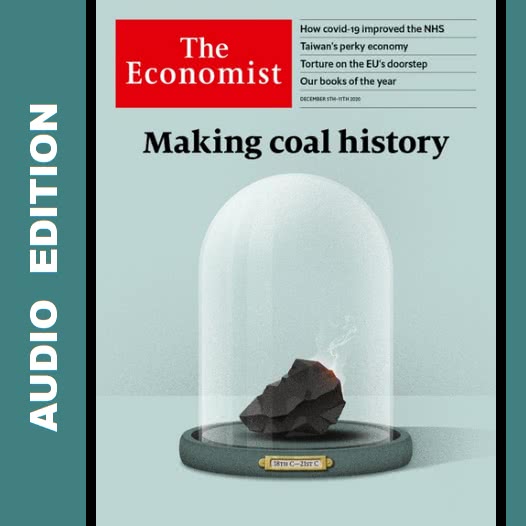 AUDIO EDITION
The
Economist
How covid-19 improved the NHS
Taiwan's perky economy
Torture on the EU's doorstep
Our books of the year
DECEMBER 5TH–11TH 2020
Making coal history
18TH C—21ST C